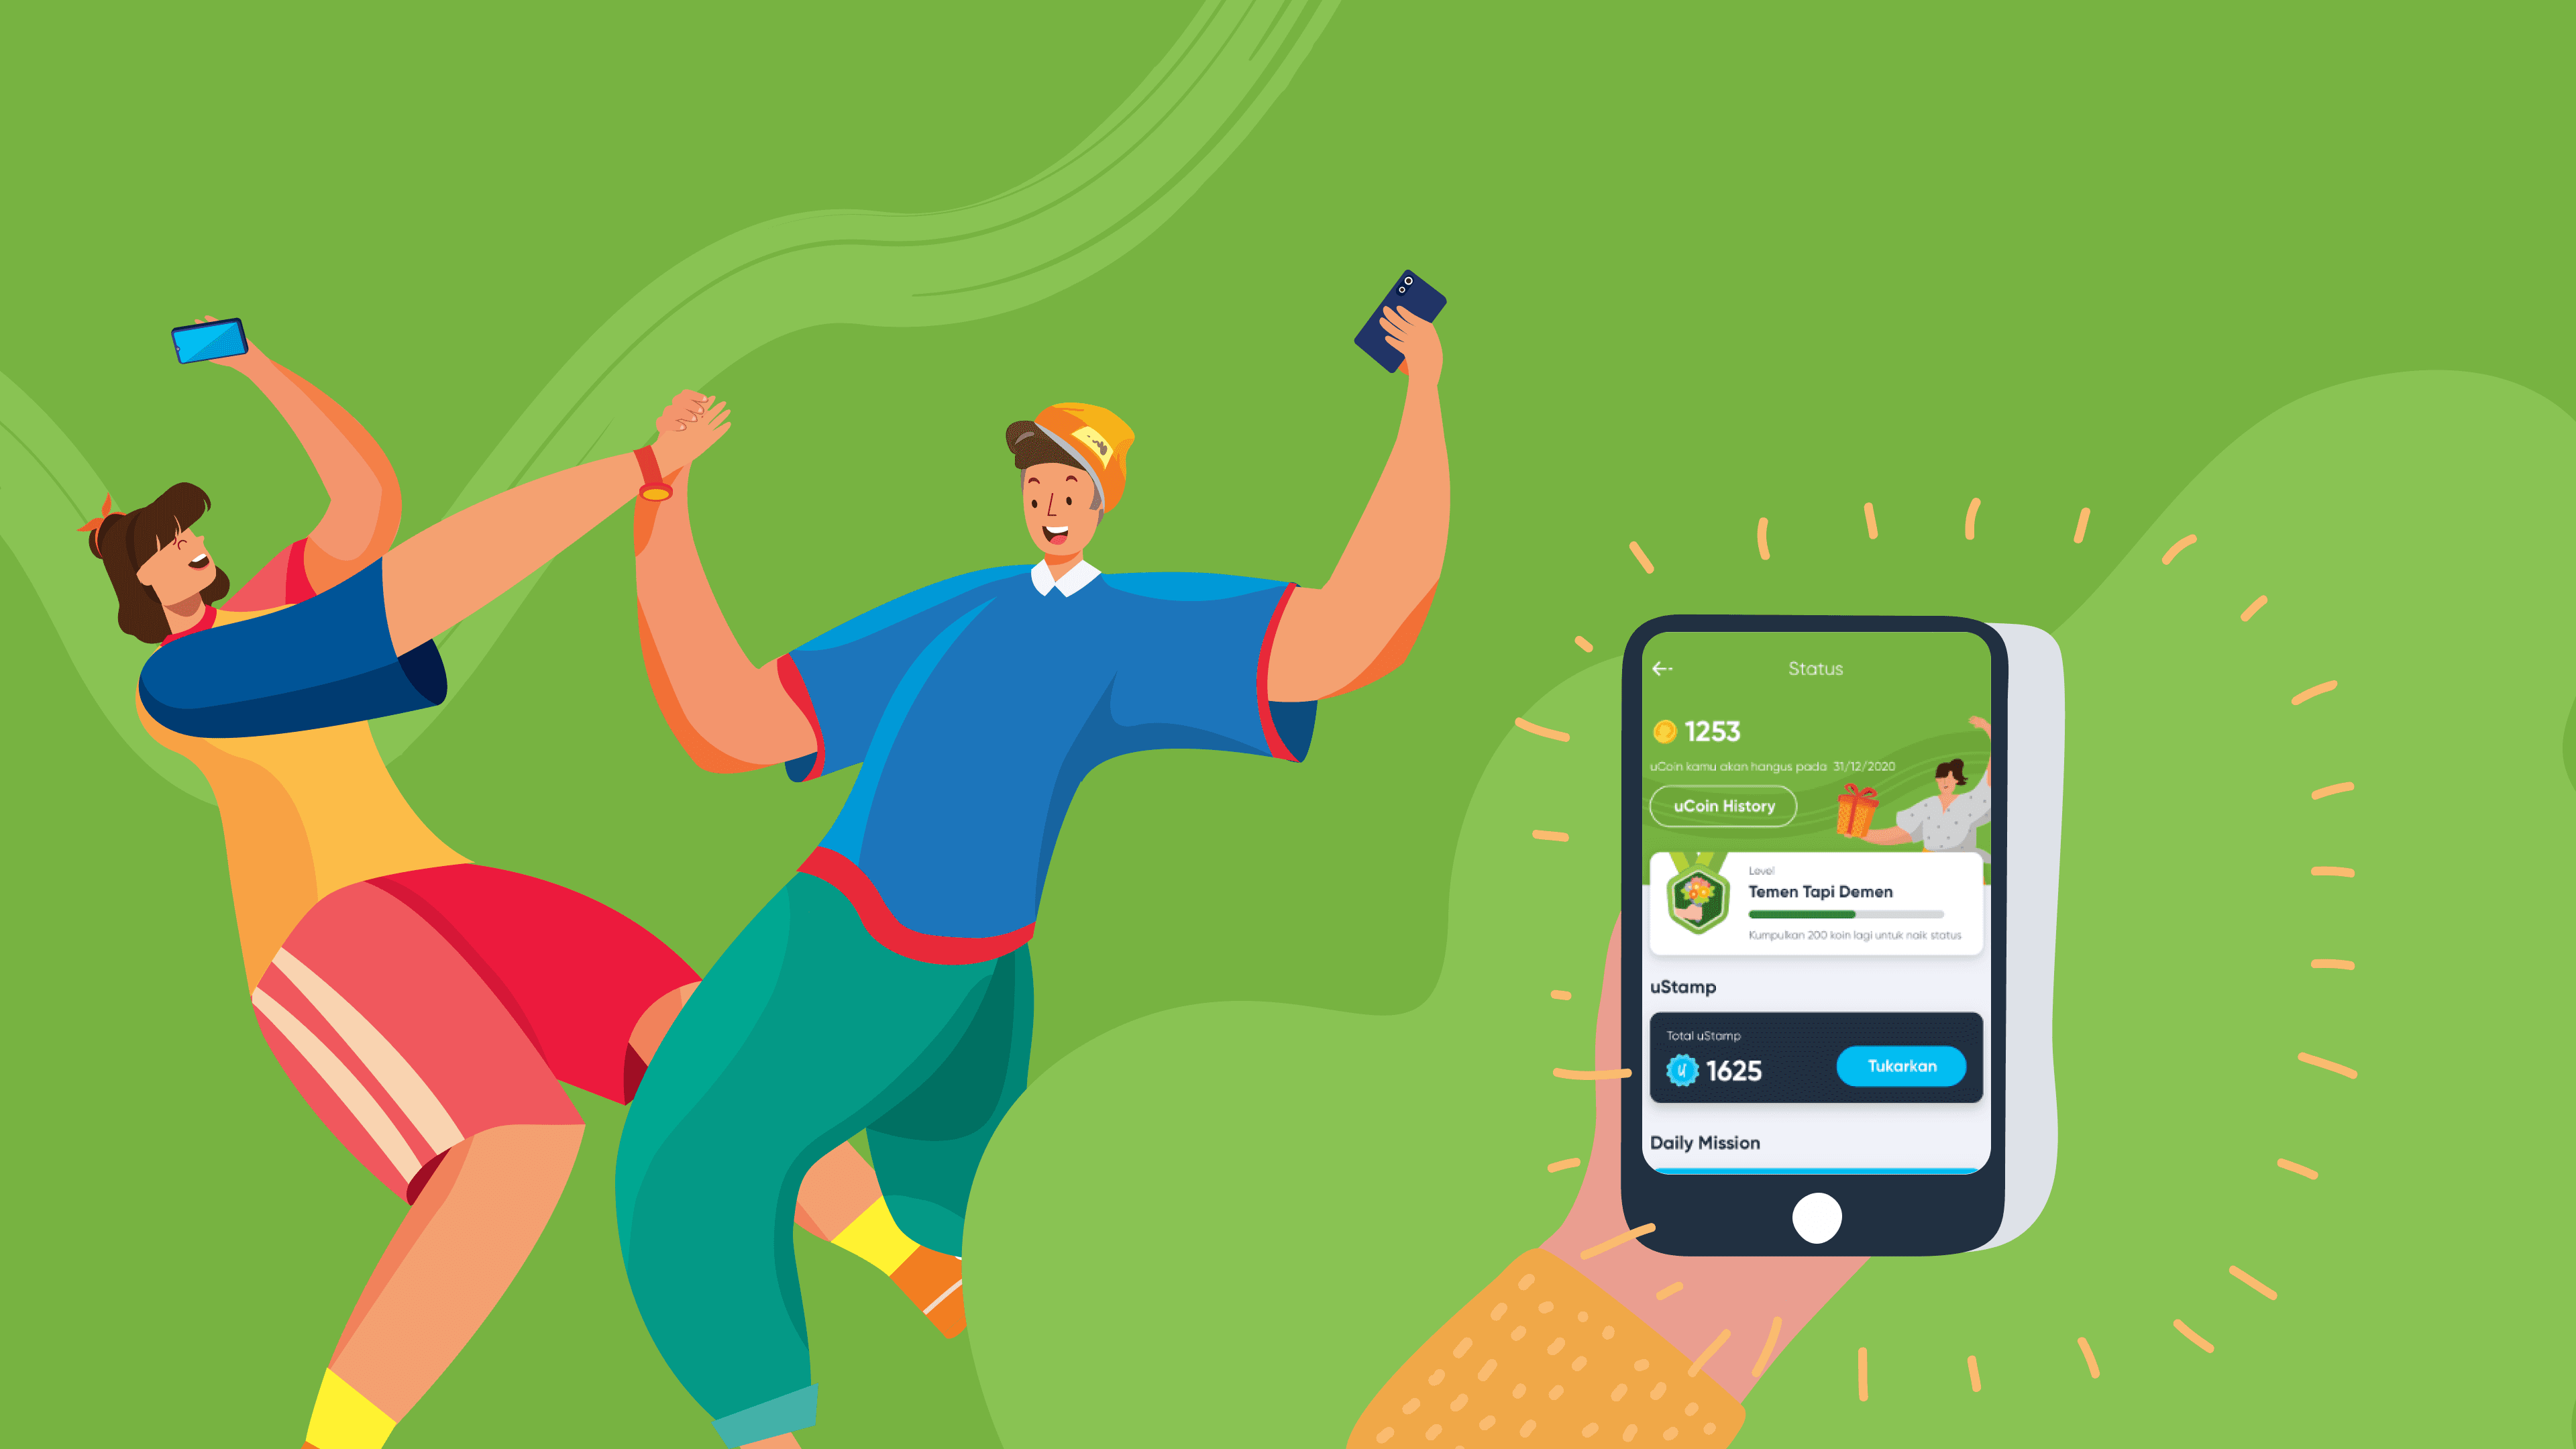 Status
1253
uCoin kamu akan hangus pada 31/12/2020
uCoin History
Level
Temen Tapi Demen
Kumpulkan 200 koin lagi untuk naik status
uStamp
Total uStamp
u 1625
Tukarkan
Daily Mission